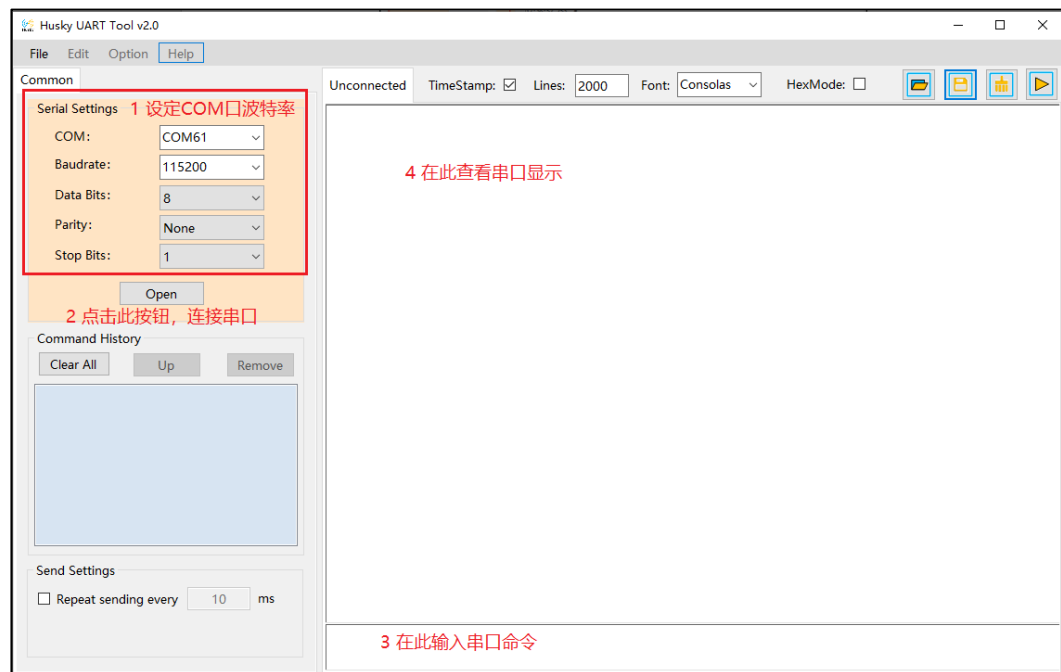 Husky UART Tool v2.0
File Edit Option Help
Common
Serial Settings 1 设定COM口波特率
COM: COM61
Baudrate: 115200
Data Bits: 8
Parity: None
Stop Bits: 1
Open
2 点击此按钮，连接串口
Command History
Clear All Up Remove
Send Settings
Repeat sending every 10 ms
Unconnected TimeStamp: Lines: 2000 Font: Consolas HexMode:
4 在此查看串口显示
3 在此输入串口命令